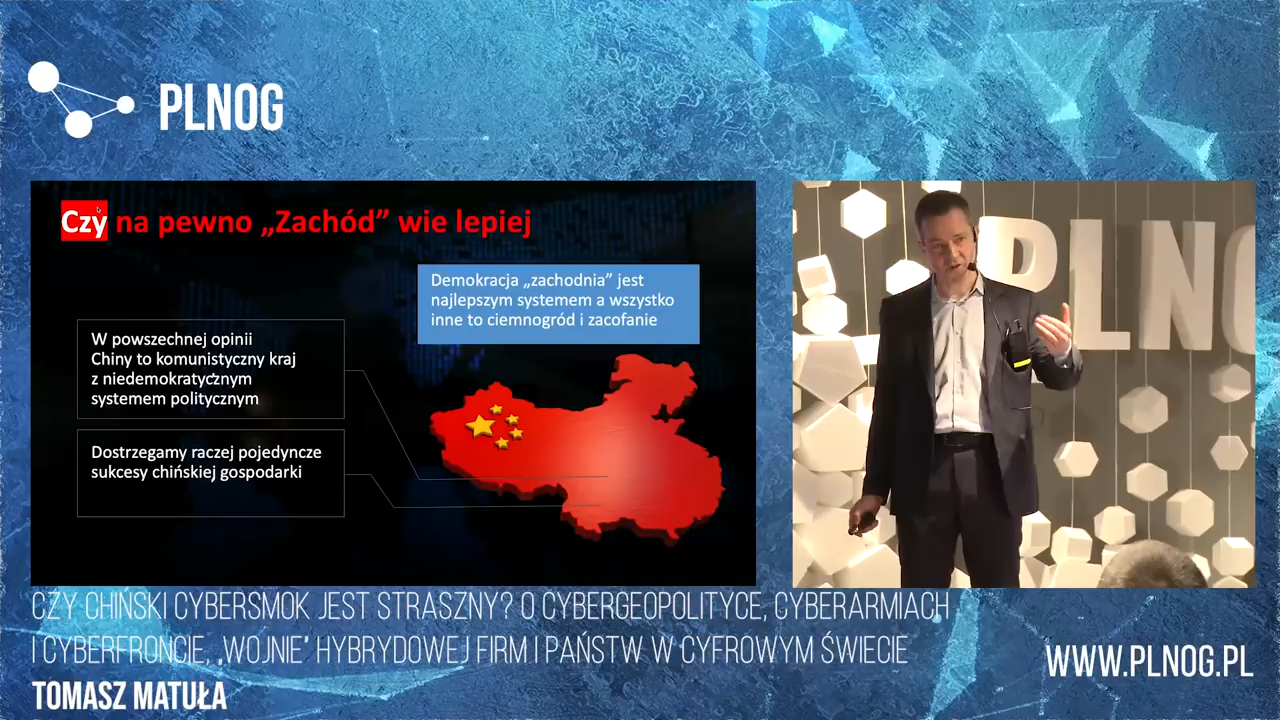 PLNOG
Czy na pewno „Zachód” wie lepiej
Demokracja „zachodnia” jest
najlepszym systemem a wszystko
inne to ciemnogród i zacofanie
W powszechnej opinii
Chiny to komunistyczny kraj
z niedemokratycznym
systemem politycznym
Dostrzegamy raczej pojedyncze
sukcesy chińskiej gospodarki
PLNO
CZY CHIŃSKI CYBERSMOK JEST STRASZNY? O CYBERGEOPOLITYCE, CYBERARMIACH
I CYBERFRONCIE, „WOJNIE” HYBRYDOWEJ FIRM I PAŃSTW W CYFROWYM ŚWIECIE
TOMASZ MATUŁA
WWW.PLNOG.PL